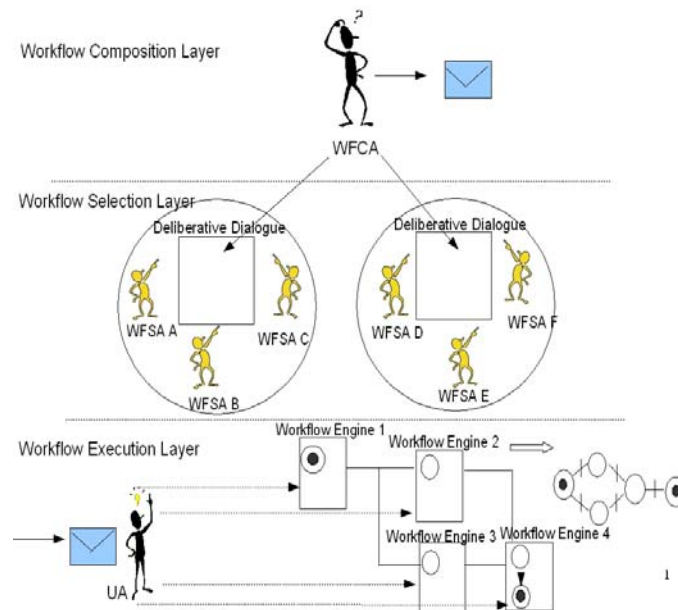 ?
Workflow Composition Layer
WFCA
Workflow Selection Layer
Deliberative Dialogue
Deliberative Dialogue
WFSA A
WFSA C
WFSA B
WFSA D
WFSA F
WFSA E
Workflow Execution Layer
Workflow Engine 1
Workflow Engine 2
Workflow Engine 3
Workflow Engine 4
UA
1